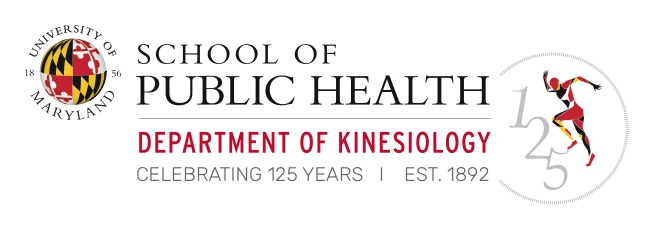 UNIVERSITY OF
18 56
MARYLAND
SCHOOL OF
PUBLIC HEALTH
DEPARTMENT OF KINESIOLOGY
CELEBRATING 125 YEARS | EST. 1892
125